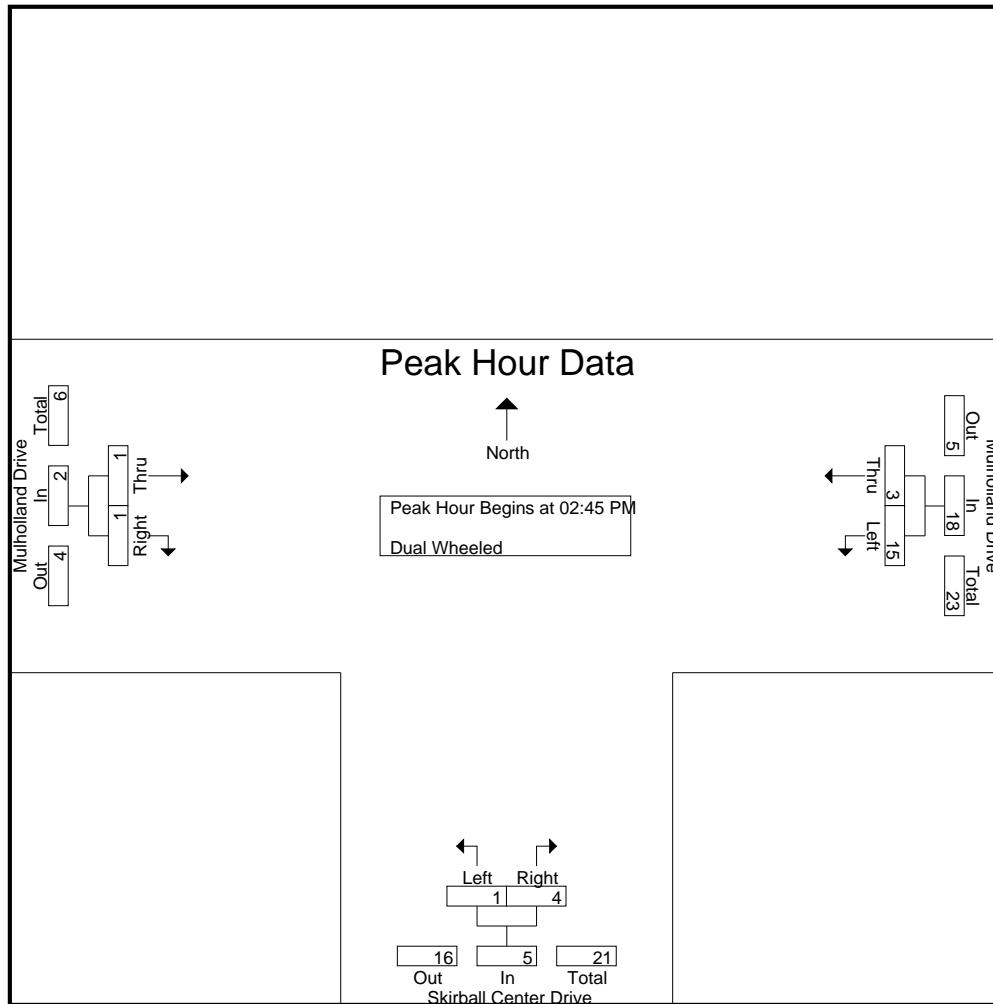 Peak Hour Data
North
Peak Hour Begins at 02:45 PM
Dual Wheeled
Mulholland Drive
Total
6
In
2
Out
4
Thru
1
Right
1
Mulholland Drive
Out
5
In
18
Total
23
Thru
3
Left
15
Left Right
1 4
16 5 21
Out In Total
Skirball Center Drive